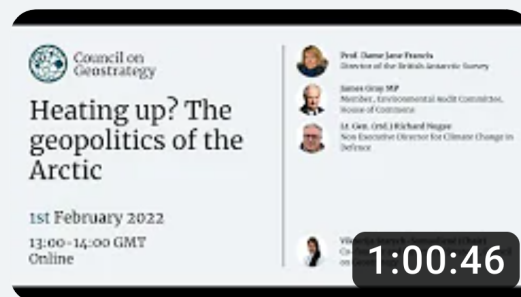 Council on
Geostrategy
Heating up? The
geopolitics of the
Arctic
1st February 2022
13:00-14:00 GMT
Online
Prof. Dame Jane Francis
Director of the British Antarctic Survey
James Gray MP
Member, Environmental Audit Committee,
House of Commons
Lt. Gen. (rtd.) Richard Nugee
Non Executive Director for Climate Change in
Defence
1:00:46